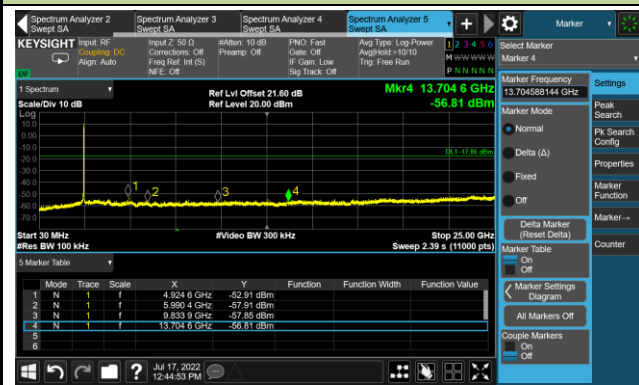 Spectrum Analyzer 2
Swept SA
Spectrum Analyzer 3
Swept SA
Spectrum Analyzer 4
Swept SA
Spectrum Analyzer 5
Swept SA
Marker
KEYSIGHT
Input: RF
Coupling: DC
Align: Auto
Input Z: 50 Ω
Corrections: Off
Freq Ref: Int (S)
NFE: Off
#Atten: 10 dB
Preamp: Off
PNO: Fast
Gate: Off
IF Gain: Low
Sig Track: Off
Avg Type: Log-Power
Avg|Hold:>10/10
Trig: Free Run
1 2 3 4 5 6
M W W W W W
P N N N N N
LVI
1 Spectrum
Scale/Div 10 dB
Ref Lvl Offset 21.60 dB
Ref Level 20.00 dBm
Mkr4 13.704 6 GHz
-56.81 dBm
Log
10.0
0.00
-10.0
-20.0
-30.0
-40.0
-50.0
-60.0
-70.0
DL1 -17.66 dBm
1
2
3
4
Start 30 MHz
#Res BW 100 kHz
#Video BW 300 kHz
Stop 25.00 GHz
Sweep 2.39 s (11000 pts)
5 Marker Table
Mode Trace Scale X Y Function Function Width Function Value
1 N 1 f 4.924 6 GHz -52.91 dBm
2 N 1 f 5.990 4 GHz -57.91 dBm
3 N 1 f 9.833 9 GHz -57.85 dBm
4 N 1 f 13.704 6 GHz -56.81 dBm
5
6
Select Marker
Marker 4
Marker Frequency
13.704588144 GHz
Marker Mode
Normal
Delta (Δ)
Fixed
Off
Delta Marker
(Reset Delta)
Marker Table
On
Off
Marker Settings
Diagram
All Markers Off
Couple Markers
On
Off
Settings
Peak
Search
Pk Search
Config
Properties
Marker
Function
Marker→
Counter
?
Jul 17, 2022
12:44:53 PM